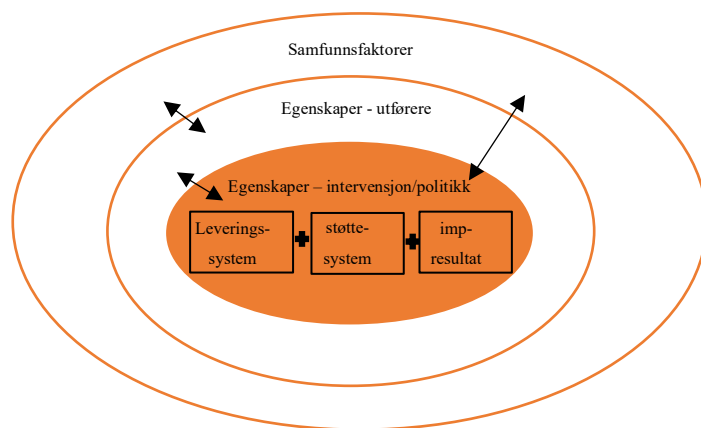 Samfunnsfaktorer
Egenskaper - utførere
Egenskaper – intervensjon/politikk
Leverings-
system
støtte-
system
imp-
resultat